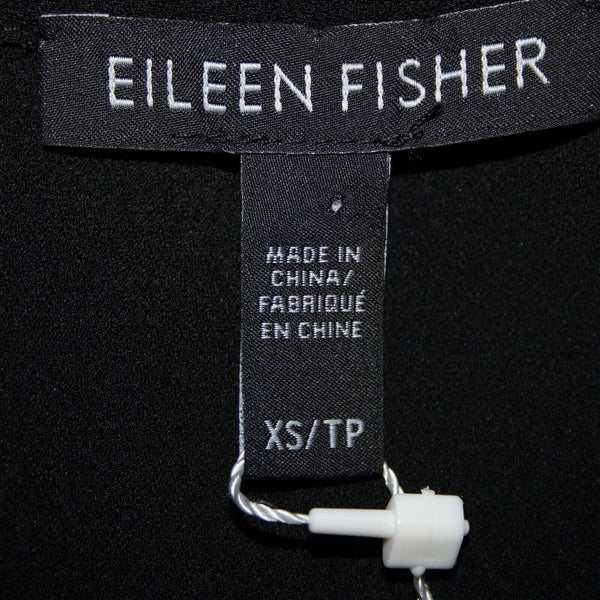 EILEEN FISHER
MADE IN
CHINA/
FABRIQUÉ
EN CHINE
XS/TP